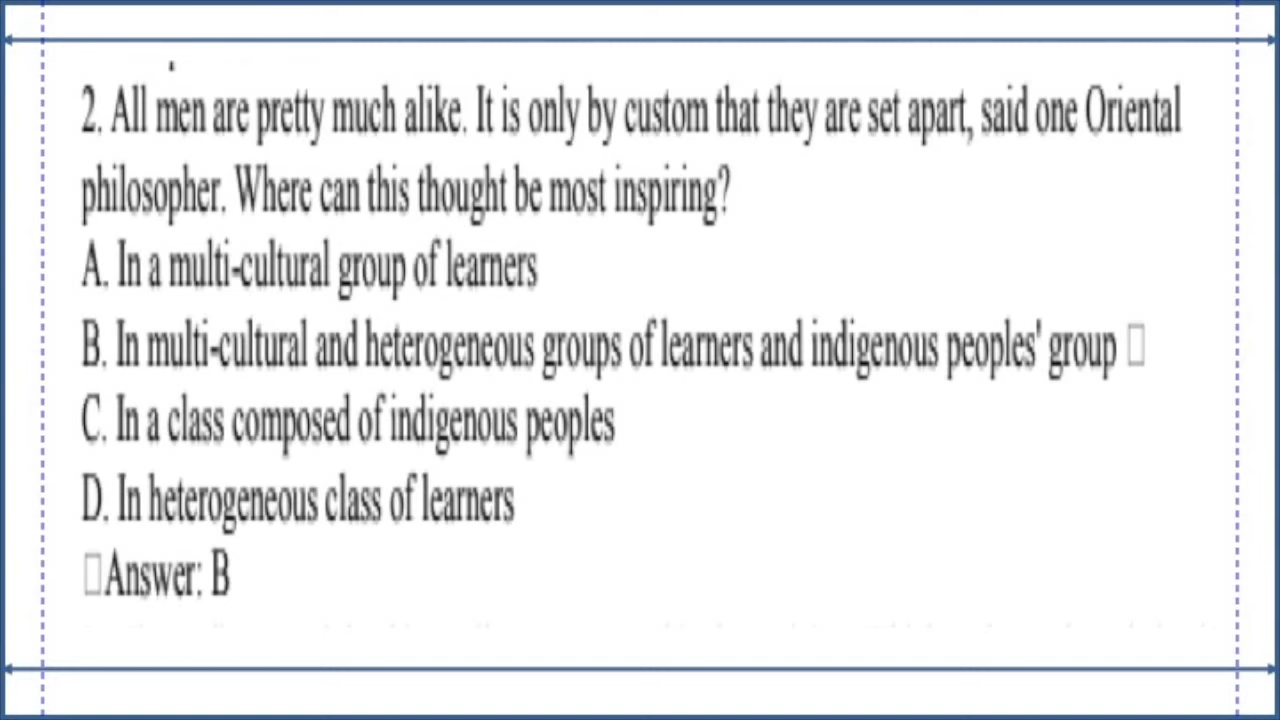 2. All men are pretty much alike. It is only by custom that they are set apart, said one Oriental
philosopher. Where can this thought be most inspiring?
A. In a multi-cultural group of learners
B. In multi-cultural and heterogeneous groups of learners and indigenous peoples' group
C. In a class composed of indigenous peoples
D. In heterogeneous class of learners
Answer: B